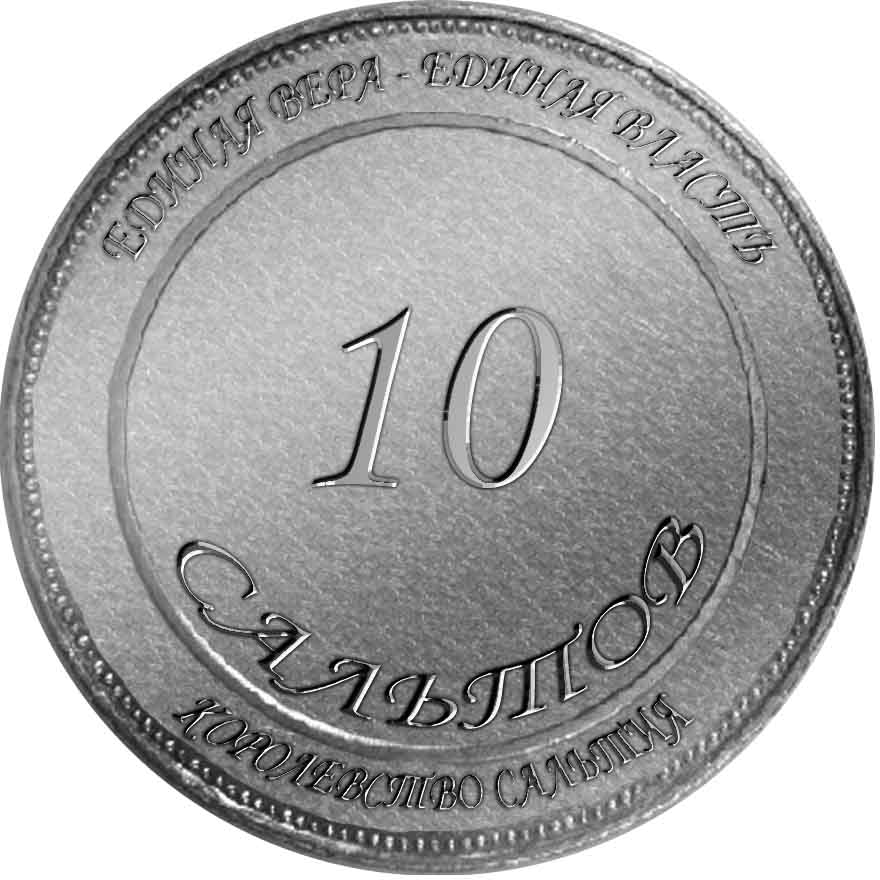 ЕДИНАЯ ВЕРА - ЕДИНАЯ ВЛАСТЬ
10
САЛЬТОВ
КОРОЛЕВСТВО САЛЬТИЯ